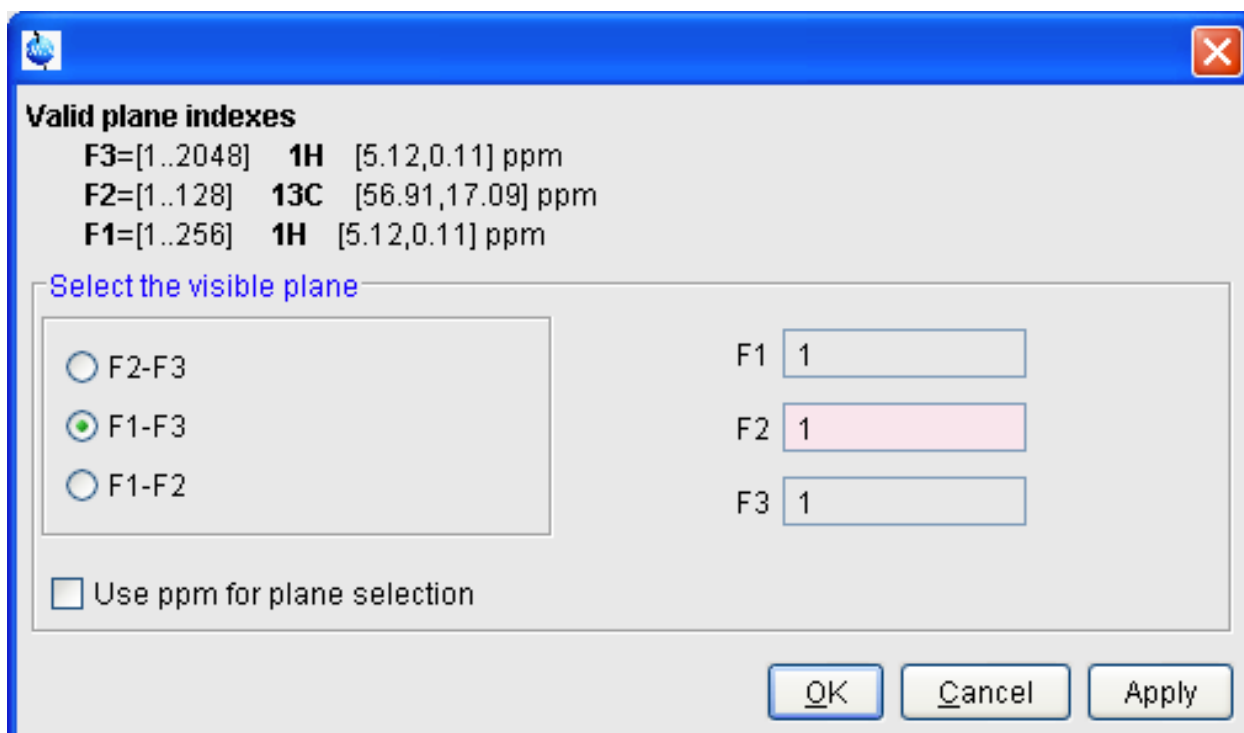 Valid plane indexes
F3=[1..2048] 1H [5.12,0.11] ppm
F2=[1..128] 13C [56.91,17.09] ppm
F1=[1..256] 1H [5.12,0.11] ppm
Select the visible plane
F2-F3
F1-F3
F1-F2
F1 1
F2 1
F3 1
Use ppm for plane selection
OK Cancel Apply